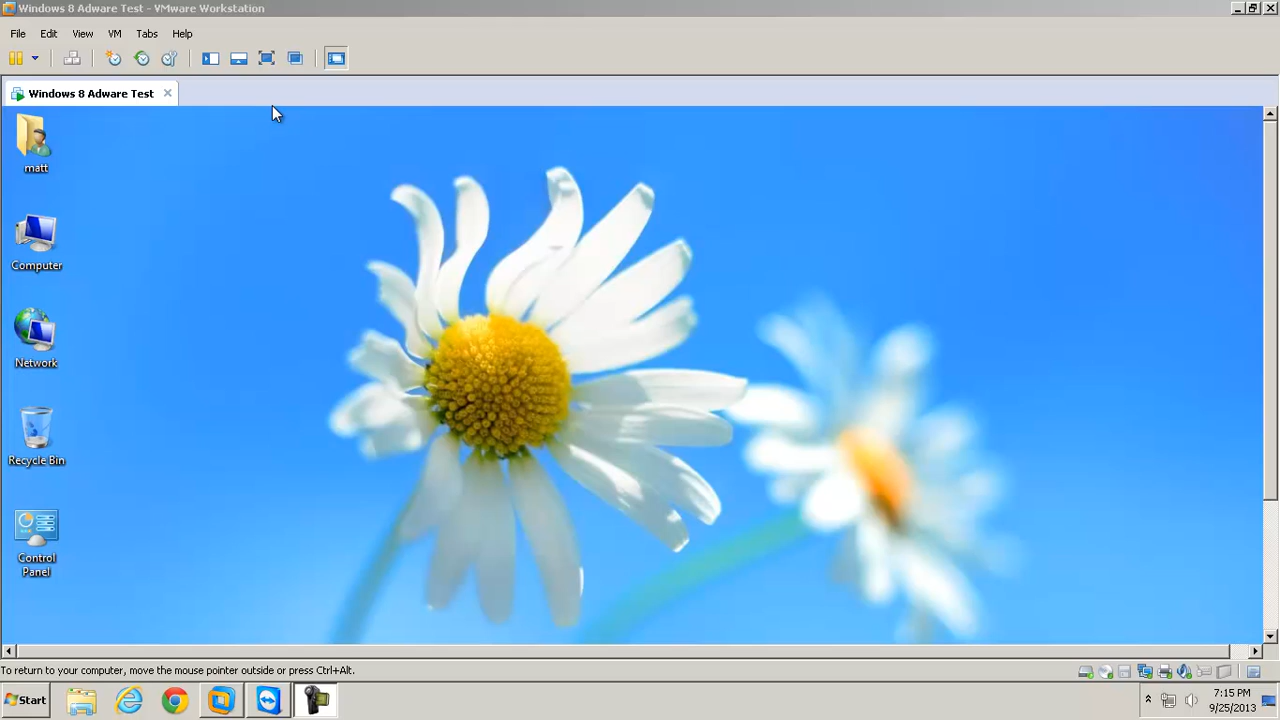 Windows 8 Adware Test - VMware Workstation
File Edit View VM Tabs Help
Windows 8 Adware Test
matt
Computer
Network
Recycle Bin
Control
Panel
To return to your computer, move the mouse pointer outside or press Ctrl+Alt.
Start
7:15 PM
9/25/2013